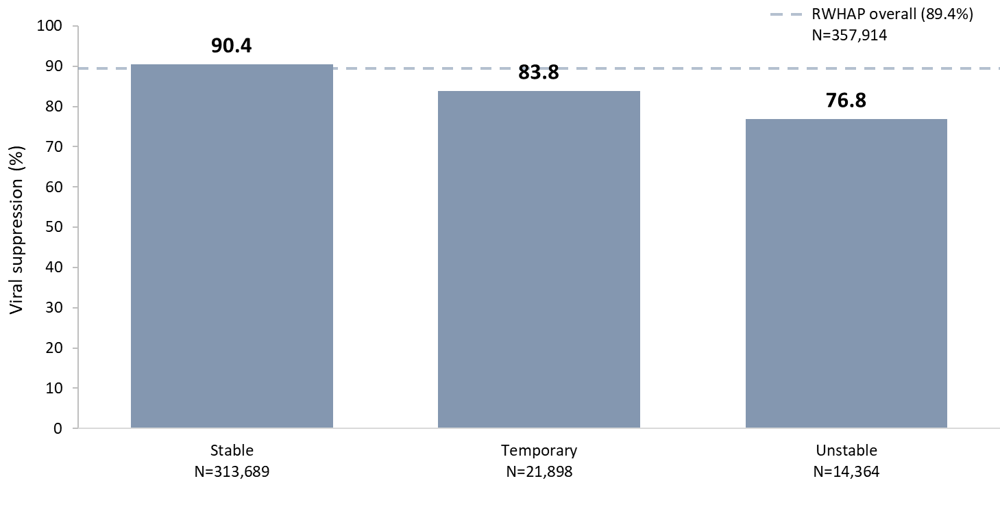 RWHAP overall (89.4%)
N=357,914
Viral suppression (%)
100
90
80
70
60
50
40
30
20
10
0
90.4
83.8
76.8
Stable
N=313,689
Temporary
N=21,898
Unstable
N=14,364